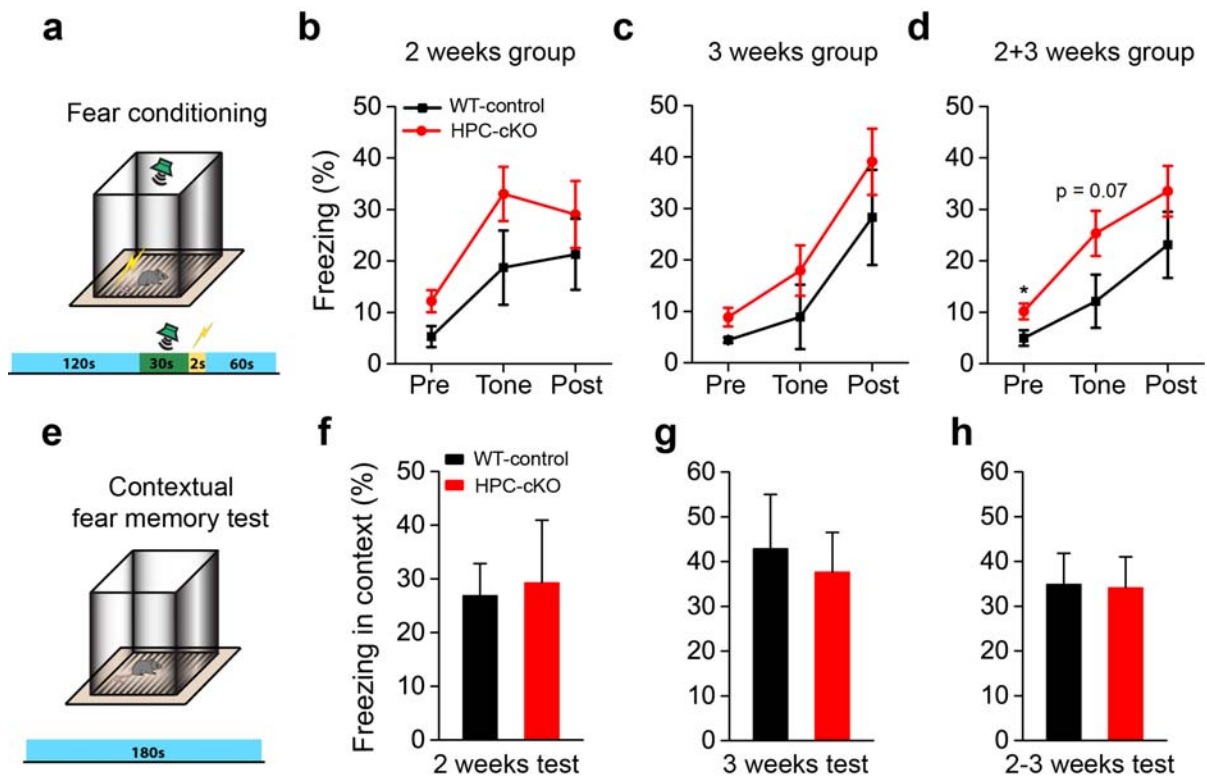 a
Fear conditioning
120s 30s 2s 60s
b
2 weeks group
WT-control
HPC-cKO
Freezing (%)
50
40
30
20
10
0
Pre Tone Post
c
3 weeks group
50
40
30
20
10
0
Pre Tone Post
d
2+3 weeks group
50
40
30
20
10
0
p = 0.07
*
Pre Tone Post
e
Contextual
fear memory test
180s
f
WT-control
HPC-cKO
Freezing in context (%)
50
40
30
20
10
0
2 weeks test
g
60
50
40
30
20
10
0
3 weeks test
h
60
50
40
30
20
10
0
2-3 weeks test